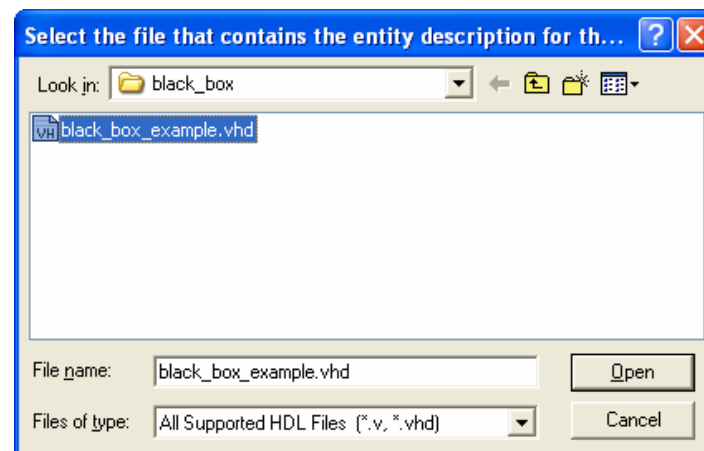 Select the file that contains the entity description for th...
Look in: black_box
VH black_box_example.vhd
File name: black_box_example.vhd Open
Files of type: All Supported HDL Files (*.v, *.vhd) Cancel